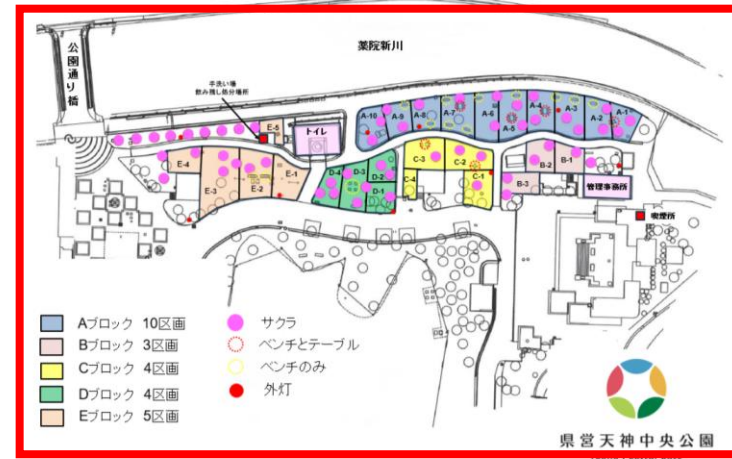 薬院新川
公園通り橋
手洗い場
飲み残し処分場所
トイレ
E-5
A-10
A-9
A-8
A-7
A-6
A-5
A-4
A-3
A-2
A-1
E-4
E-3
E-2
E-1
D-4
D-3
D-2
D-1
C-3
C-2
C-4
C-1
B-2
B-1
B-3
管理事務所
喫煙所
Aブロック 10区画
Bブロック 3区画
Cブロック 4区画
Dブロック 4区画
Eブロック 5区画
サクラ
ベンチとテーブル
ベンチのみ
外灯
県営天神中央公園